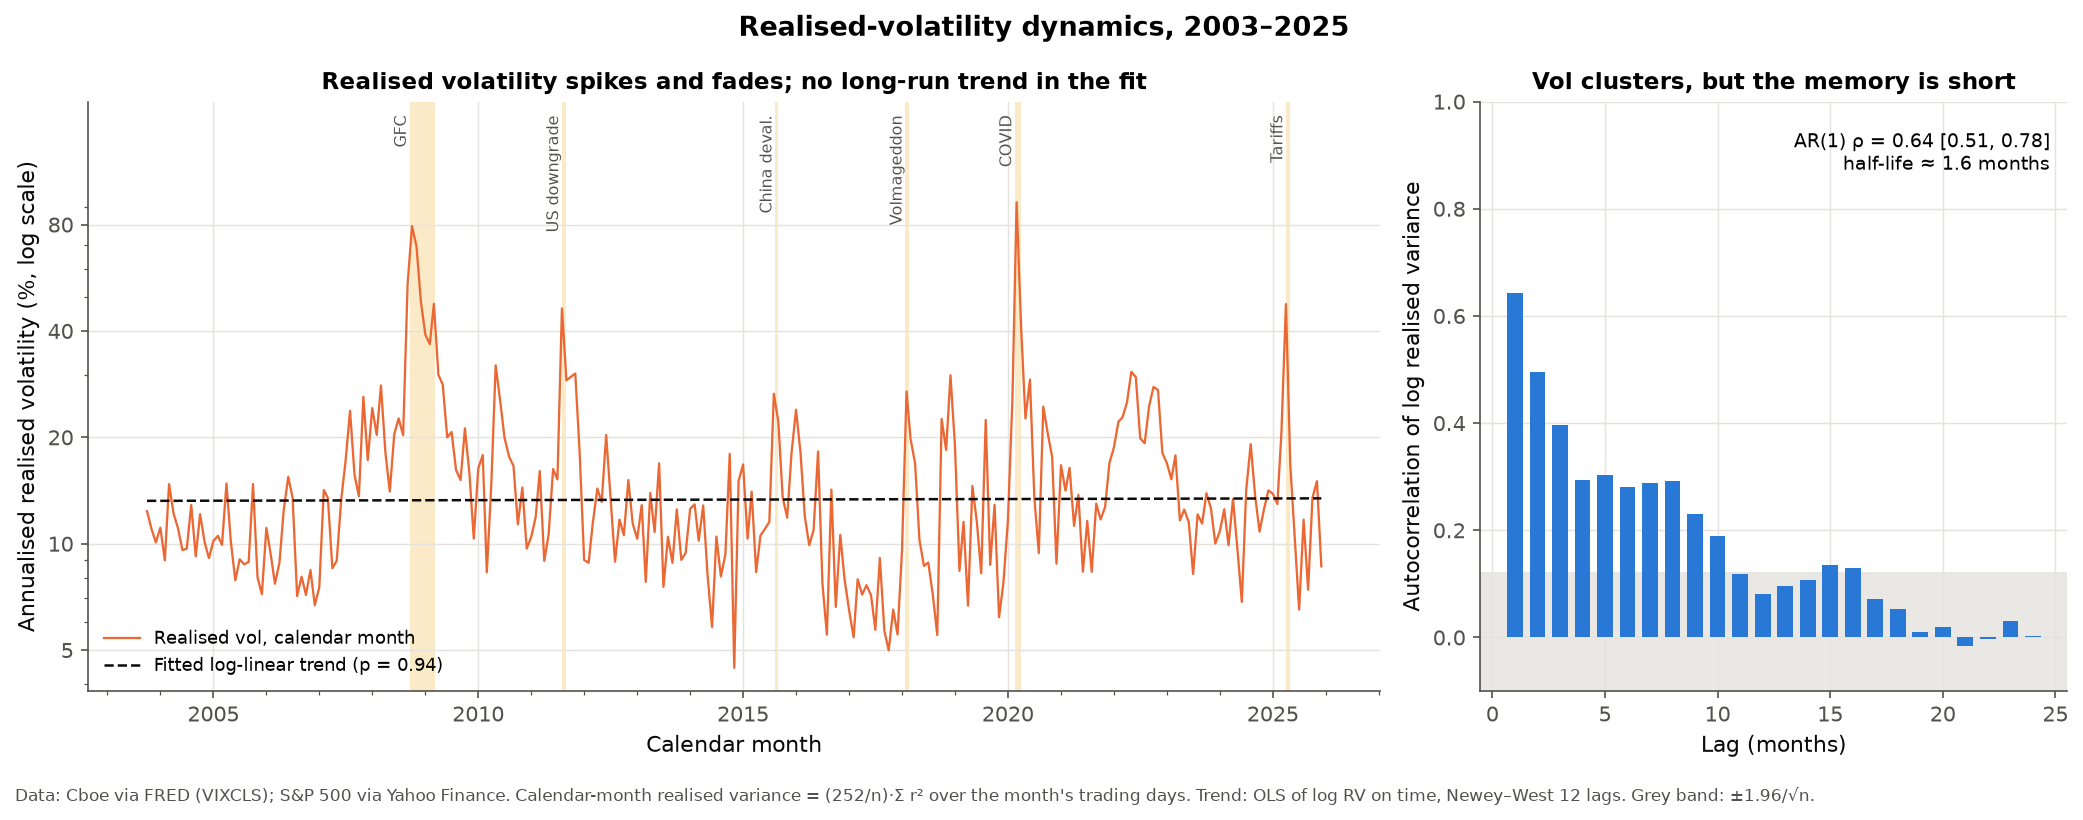 Realised-volatility dynamics, 2003–2025
Realised volatility spikes and fades; no long-run trend in the fit
Annualised realised volatility (%, log scale)
80
40
20
10
5
GFC
US downgrade
China deval.
Volmageddon
COVID
Tariffs
Realised vol, calendar month
Fitted log-linear trend (p = 0.94)
2005
2010
2015
2020
2025
Calendar month
Vol clusters, but the memory is short
Autocorrelation of log realised variance
1.0
0.8
0.6
0.4
0.2
0.0
AR(1) ρ = 0.64 [0.51, 0.78]
half-life ≈ 1.6 months
0
5
10
15
20
25
Lag (months)
Data: Cboe via FRED (VIXCLS); S&P 500 via Yahoo Finance. Calendar-month realised variance = (252/n)·Σ r² over the month's trading days. Trend: OLS of log RV on time, Newey–West 12 lags. Grey band: ±1.96/√n.